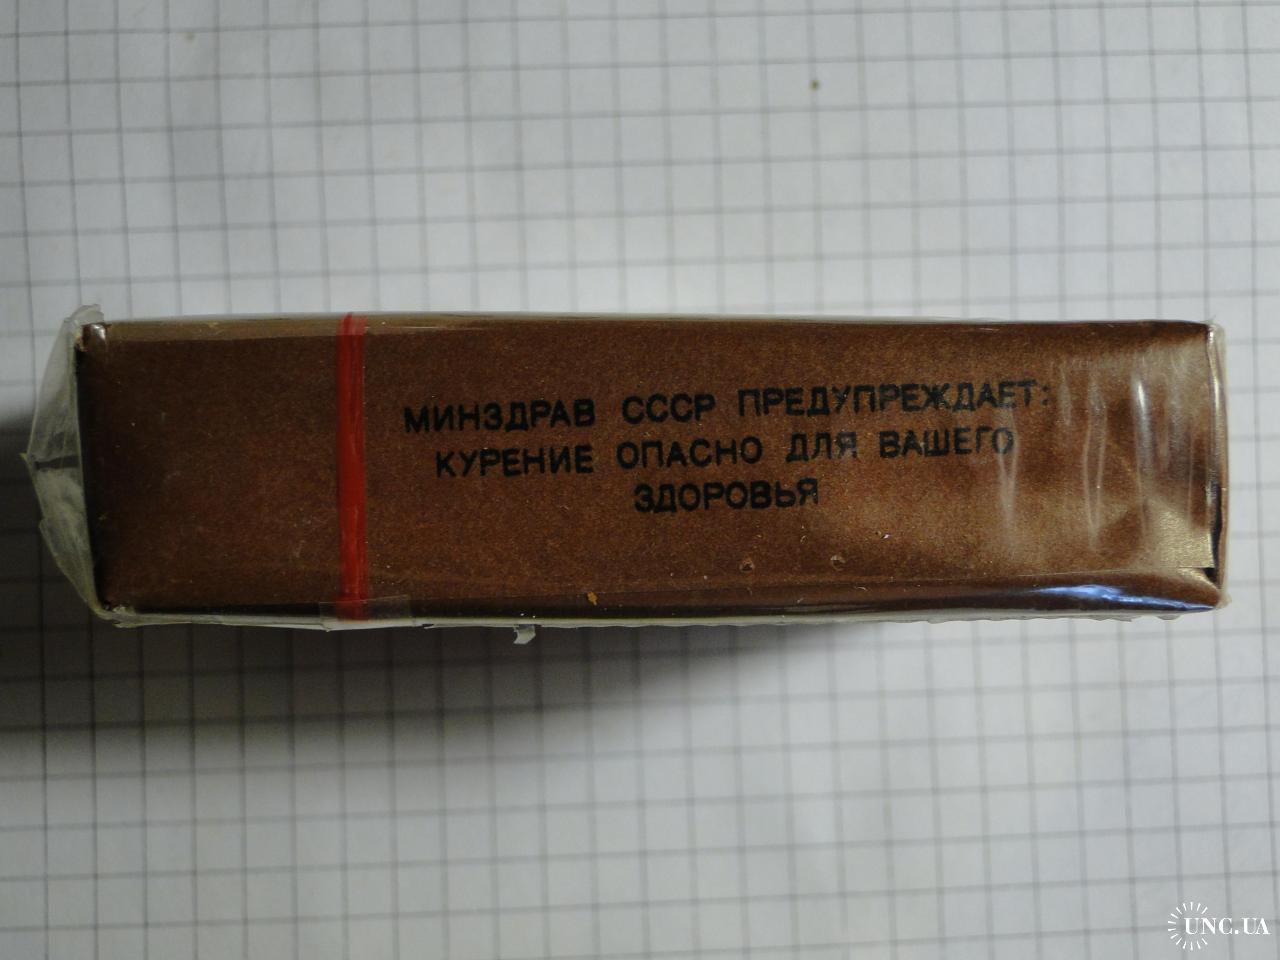 МИНЗДРАВ СССР ПРЕДУПРЕЖДАЕТ:
КУРЕНИЕ ОПАСНО ДЛЯ ВАШЕГО
ЗДОРОВЬЯ
UNC.UA